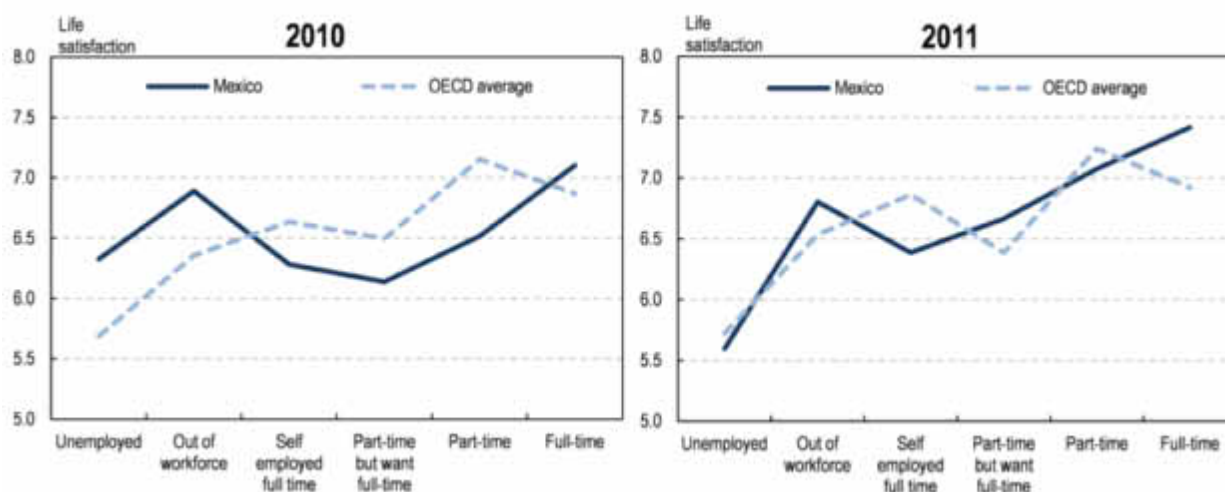 Life
satisfaction
2010
8.0
7.5
7.0
6.5
6.0
5.5
5.0
Mexico
OECD average
Unemployed
Out of
workforce
Self
employed
full time
Part-time
but want
full-time
Part-time
Full-time
Life
satisfaction
2011
8.0
7.5
7.0
6.5
6.0
5.5
5.0
Mexico
OECD average
Unemployed
Out of
workforce
Self
employed
full time
Part-time
but want
full-time
Part-time
Full-time